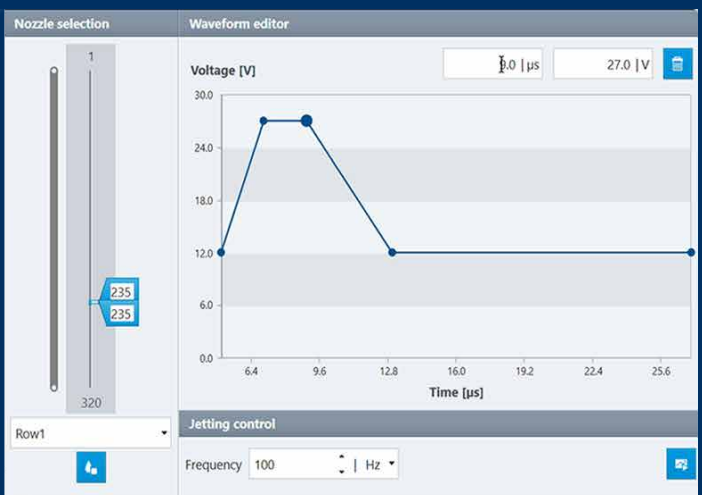 Nozzle selection
Waveform editor
1
235
235
320
Row1
Voltage [V]
.0 | µs
27.0 | V
30.0
24.0
18.0
12.0
6.0
0.0
6.4
9.6
12.8
16.0
19.2
22.4
25.6
Time [µs]
Jetting control
Frequency 100 | Hz